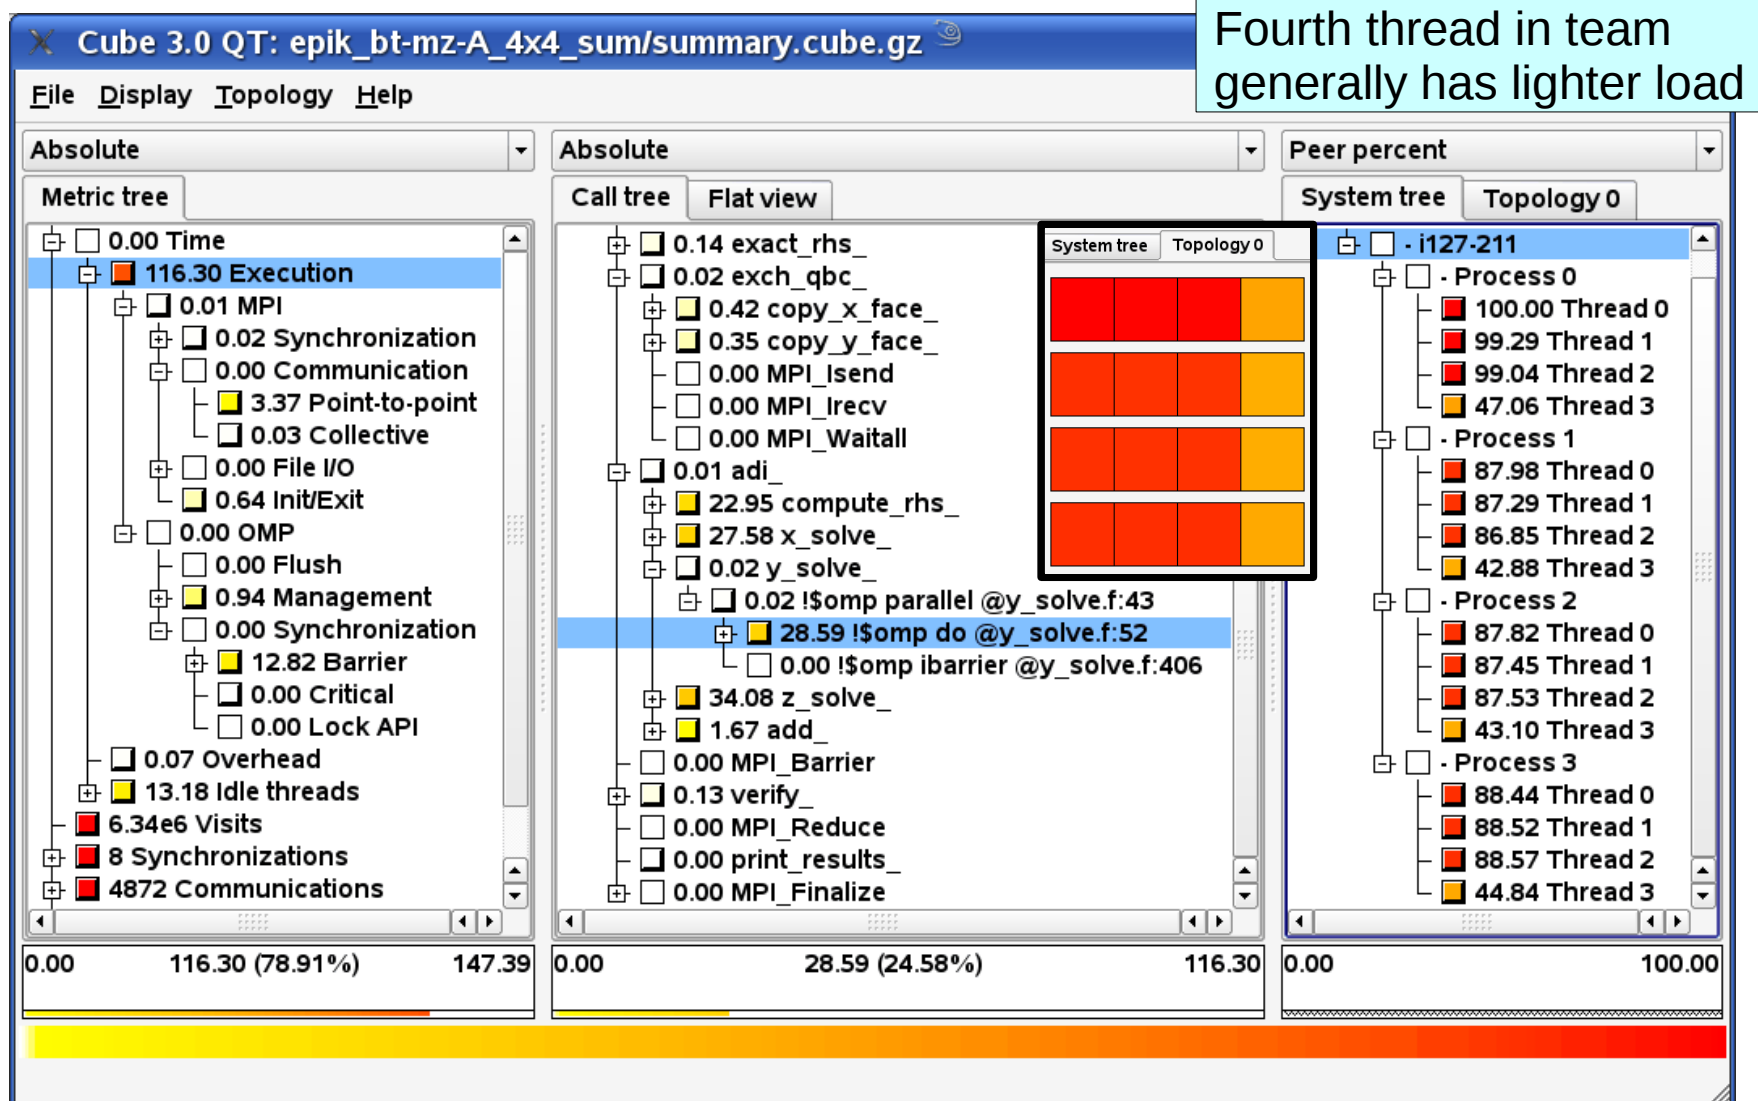 Fourth thread in team
generally has lighter load
Cube 3.0 QT: epik_bt-mz-A_4x4_sum/summary.cube.gz
File Display Topology Help
Absolute
Metric tree
0.00 Time
116.30 Execution
0.01 MPI
0.02 Synchronization
0.00 Communication
3.37 Point-to-point
0.03 Collective
0.00 File I/O
0.64 Init/Exit
0.00 OMP
0.00 Flush
0.94 Management
0.00 Synchronization
12.82 Barrier
0.00 Critical
0.00 Lock API
0.07 Overhead
13.18 Idle threads
6.34e6 Visits
8 Synchronizations
4872 Communications
0.00 116.30 (78.91%) 147.39
Absolute
Call tree Flat view
0.14 exact_rhs_
0.02 exch_qbc_
0.42 copy_x_face_
0.35 copy_y_face_
0.00 MPI_Isend
0.00 MPI_Irecv
0.00 MPI_Waitall
0.01 adi_
22.95 compute_rhs_
27.58 x_solve_
0.02 y_solve_
0.02 !$omp parallel @y_solve.f:43
28.59 !$omp do @y_solve.f:52
0.00 !$omp ibarrier @y_solve.f:406
34.08 z_solve_
1.67 add_
0.00 MPI_Barrier
0.13 verify_
0.00 MPI_Reduce
0.00 print_results_
0.00 MPI_Finalize
0.00 28.59 (24.58%) 116.30
System tree Topology 0
Peer percent
System tree Topology 0
- i127-211
- Process 0
100.00 Thread 0
99.29 Thread 1
99.04 Thread 2
47.06 Thread 3
- Process 1
87.98 Thread 0
87.29 Thread 1
86.85 Thread 2
42.88 Thread 3
- Process 2
87.82 Thread 0
87.45 Thread 1
87.53 Thread 2
43.10 Thread 3
- Process 3
88.44 Thread 0
88.52 Thread 1
88.57 Thread 2
44.84 Thread 3
0.00 100.00